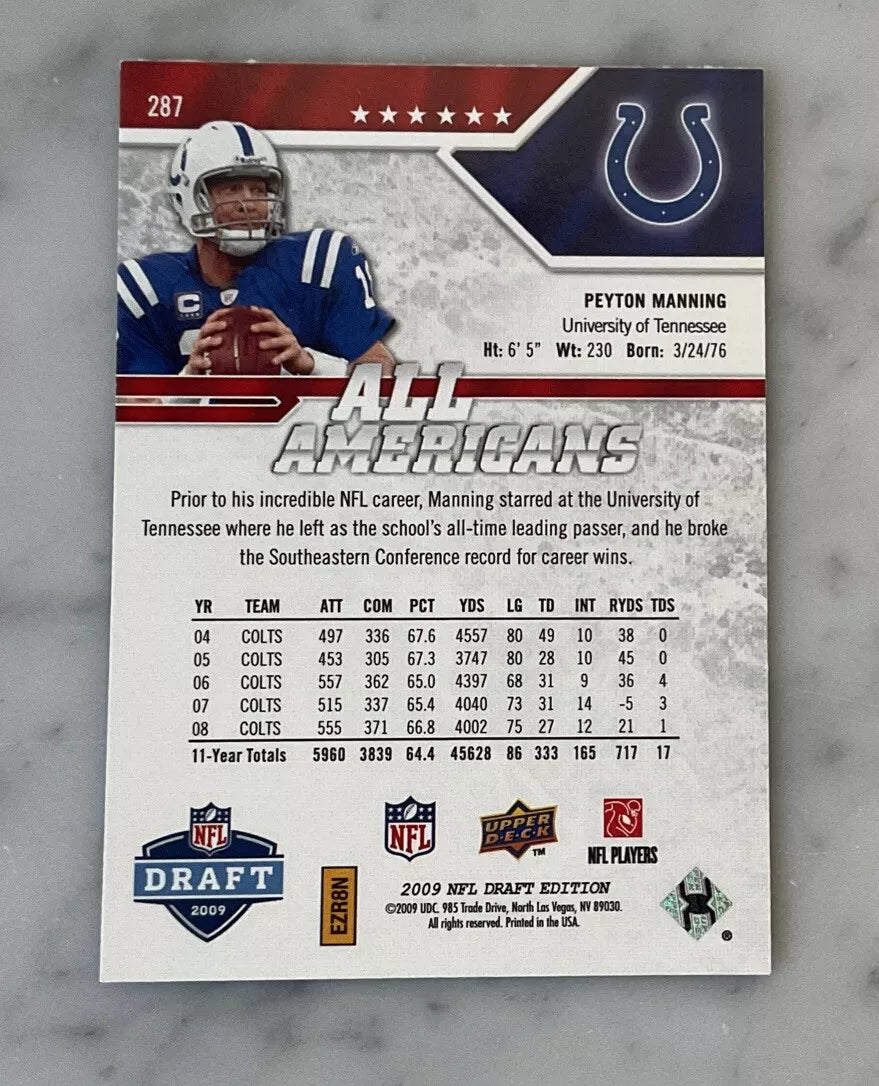 287
PEYTON MANNING
University of Tennessee
Ht: 6' 5" Wt: 230 Born: 3/24/76
C
1
ALL
AMERICANS
Prior to his incredible NFL career, Manning starred at the University of
Tennessee where he left as the school's all-time leading passer, and he broke
the Southeastern Conference record for career wins.
YR TEAM ATT COM PCT YDS LG TD INT RYDS TDS
04 COLTS 497 336 67.6 4557 80 49 10 38 0
05 COLTS 453 305 67.3 3747 80 28 10 45 0
06 COLTS 557 362 65.0 4397 68 31 9 36 4
07 COLTS 515 337 65.4 4040 73 31 14 -5 3
08 COLTS 555 371 66.8 4002 75 27 12 21 1
11-Year Totals 5960 3839 64.4 45628 86 333 165 717 17
NFL
DRAFT
2009
NFL
UPPER
D·E·C·K
TM
NFL PLAYERS
EZR8N
2009 NFL DRAFT EDITION
©2009 UDC. 985 Trade Drive, North Las Vegas, NV 89030.
All rights reserved. Printed in the USA.
®